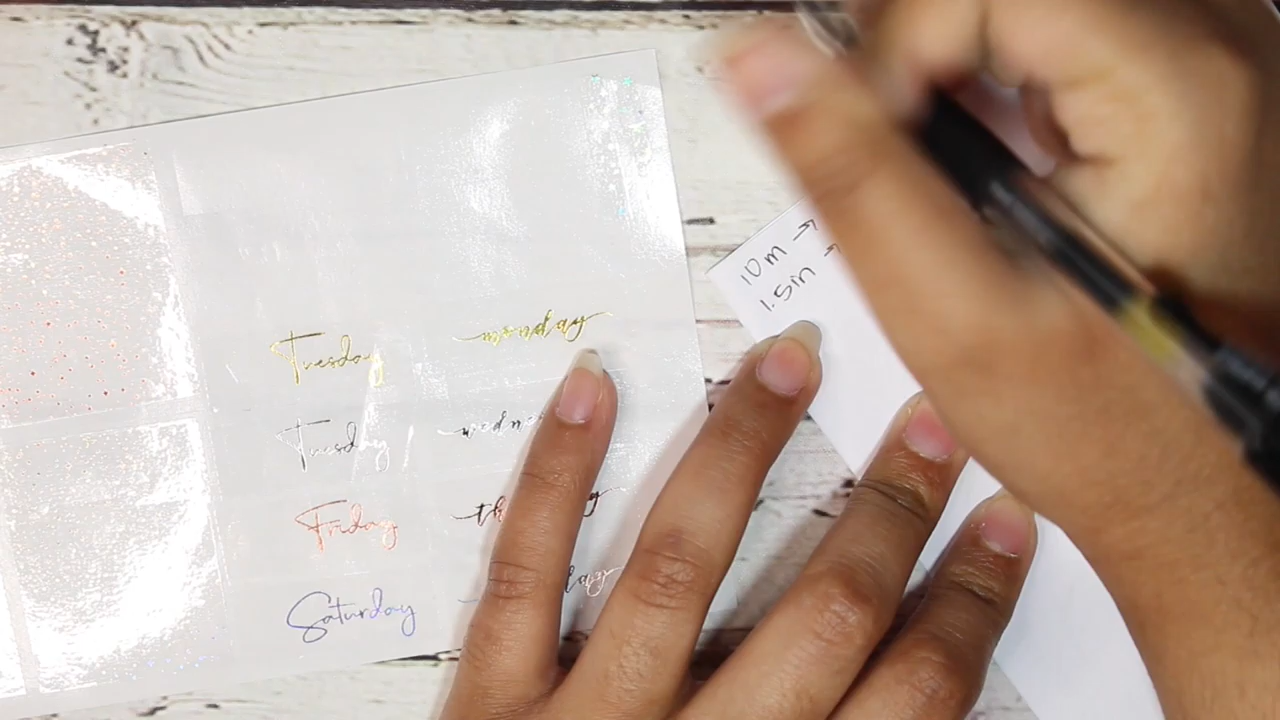 Tuesday monday
Tuesday
Friday
Saturday
10m →
1.5in →